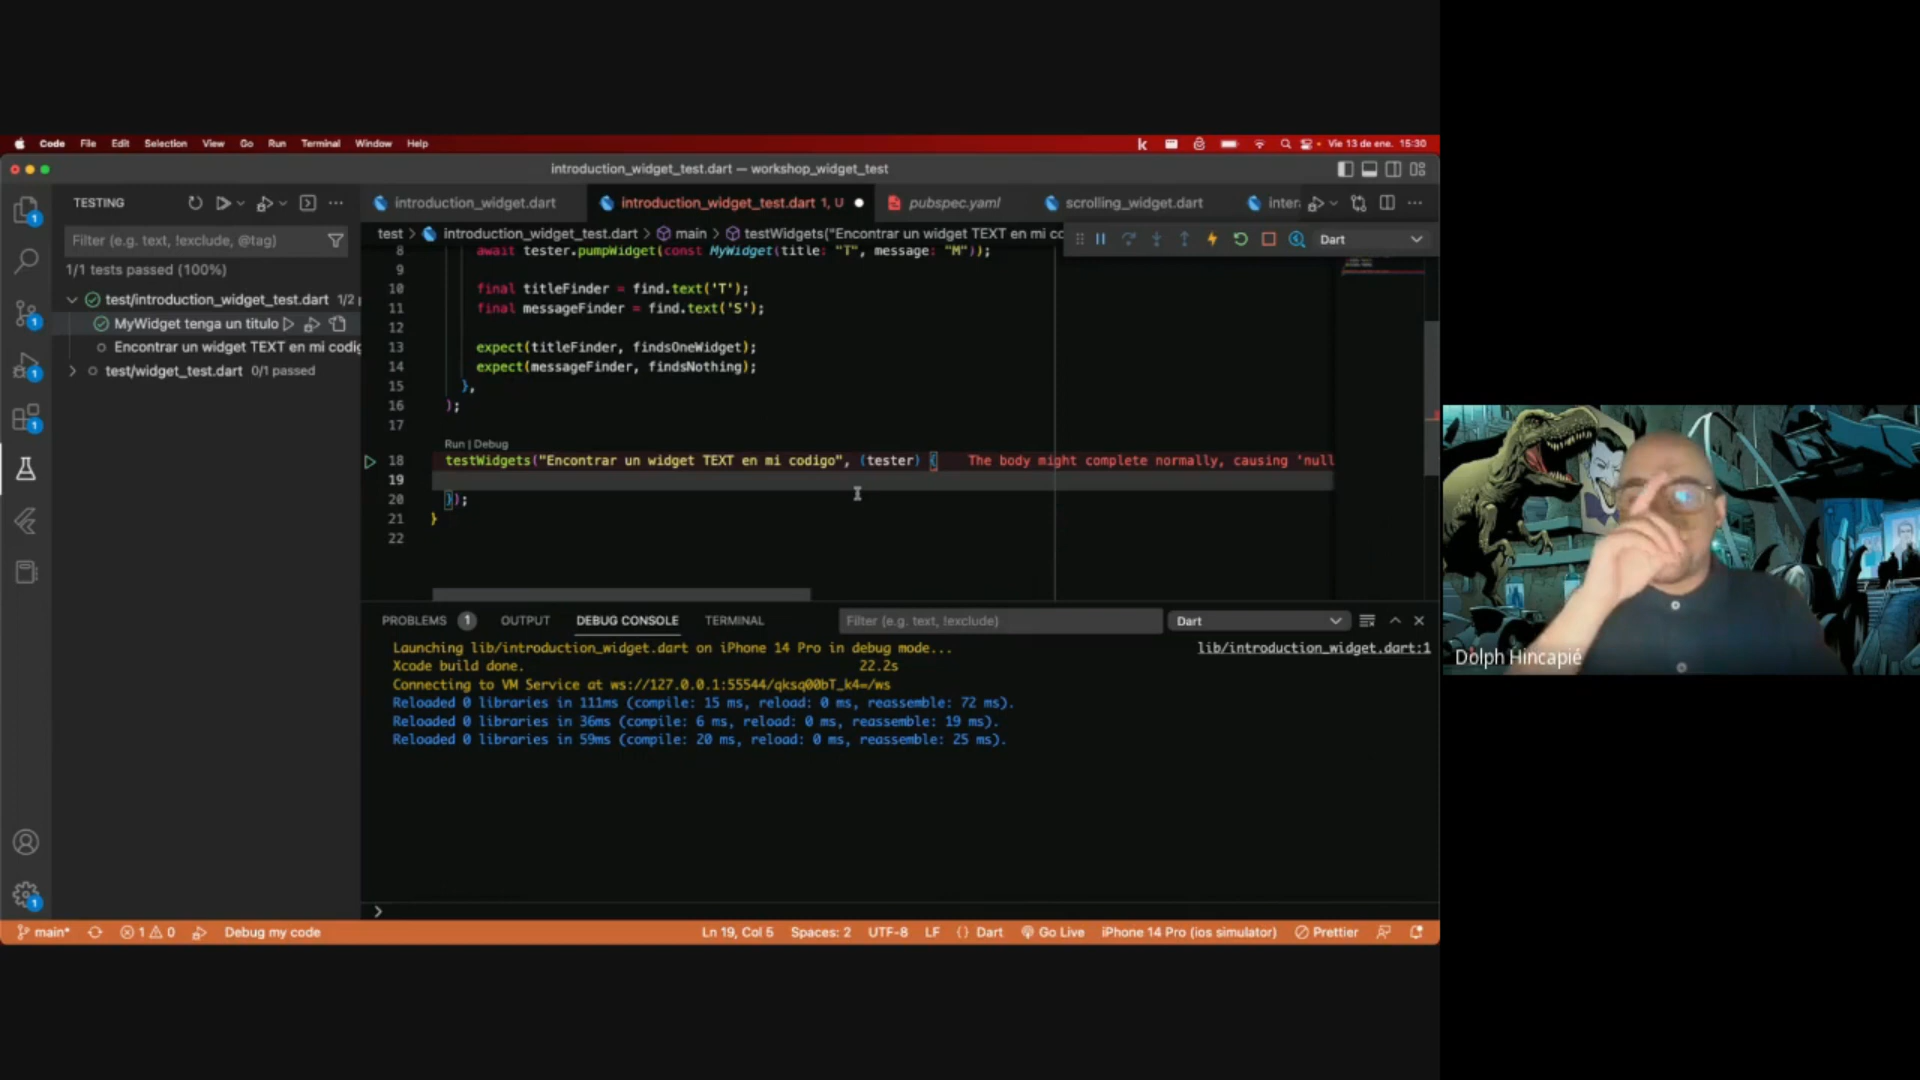 Code File Edit Selection View Go Run Terminal Window Help
Vie 13 de ene. 15:30
introduction_widget_test.dart — workshop_widget_test
TESTING
introduction_widget.dart
introduction_widget_test.dart 1, U
pubspec.yaml
scrolling_widget.dart
inter
Filter (e.g. text, !exclude, @tag)
test > introduction_widget_test.dart > main > testWidgets("Encontrar un widget TEXT en mi co
Dart
1/1 tests passed (100%)
test/introduction_widget_test.dart 1/2
MyWidget tenga un titulo
Encontrar un widget TEXT en mi codig
test/widget_test.dart 0/1 passed
8 await tester.pumpWidget(const MyWidget(title: "T", message: "M"));
9
10 final titleFinder = find.text('T');
11 final messageFinder = find.text('S');
12
13 expect(titleFinder, findsOneWidget);
14 expect(messageFinder, findsNothing);
15 },
16 );
17
Run | Debug
18 testWidgets("Encontrar un widget TEXT en mi codigo", (tester) { The body might complete normally, causing 'null
19
20 });
21 }
22
PROBLEMS 1 OUTPUT DEBUG CONSOLE TERMINAL
Filter (e.g. text, !exclude)
Dart
Launching lib/introduction_widget.dart on iPhone 14 Pro in debug mode...
lib/introduction_widget.dart:1
Xcode build done. 22.2s
Connecting to VM Service at ws://127.0.0.1:55544/qksq00bT_k4=/ws
Reloaded 0 libraries in 111ms (compile: 15 ms, reload: 0 ms, reassemble: 72 ms).
Reloaded 0 libraries in 36ms (compile: 6 ms, reload: 0 ms, reassemble: 19 ms).
Reloaded 0 libraries in 59ms (compile: 20 ms, reload: 0 ms, reassemble: 25 ms).
main* 1 0 Debug my code
Ln 19, Col 5 Spaces: 2 UTF-8 LF {} Dart Go Live iPhone 14 Pro (ios simulator) Prettier
Dolph Hincapié